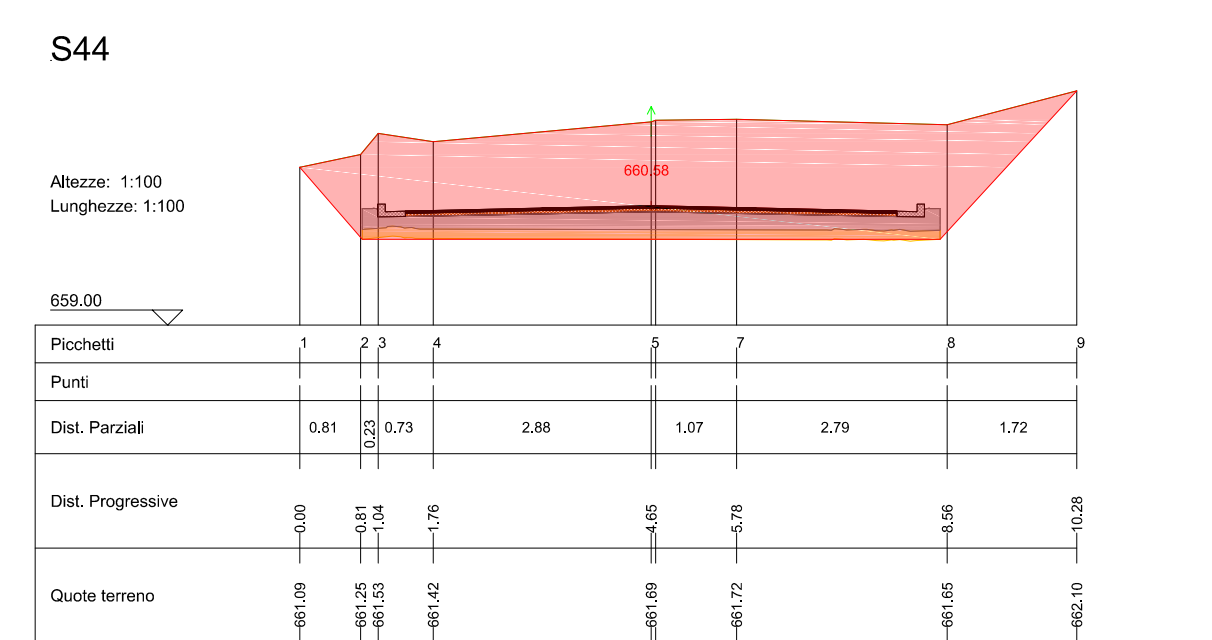 S44
660.58
Altezze: 1:100
Lunghezze: 1:100
659.00
Picchetti 1 2 3 4 5 7 8 9
Punti
Dist. Parziali 0.81 0.23 0.73 2.88 1.07 2.79 1.72
Dist. Progressive 0.00 0.81 1.04 1.76 4.65 5.78 8.56 10.28
Quote terreno 661.09 661.25 661.53 661.42 661.69 661.72 661.65 662.10